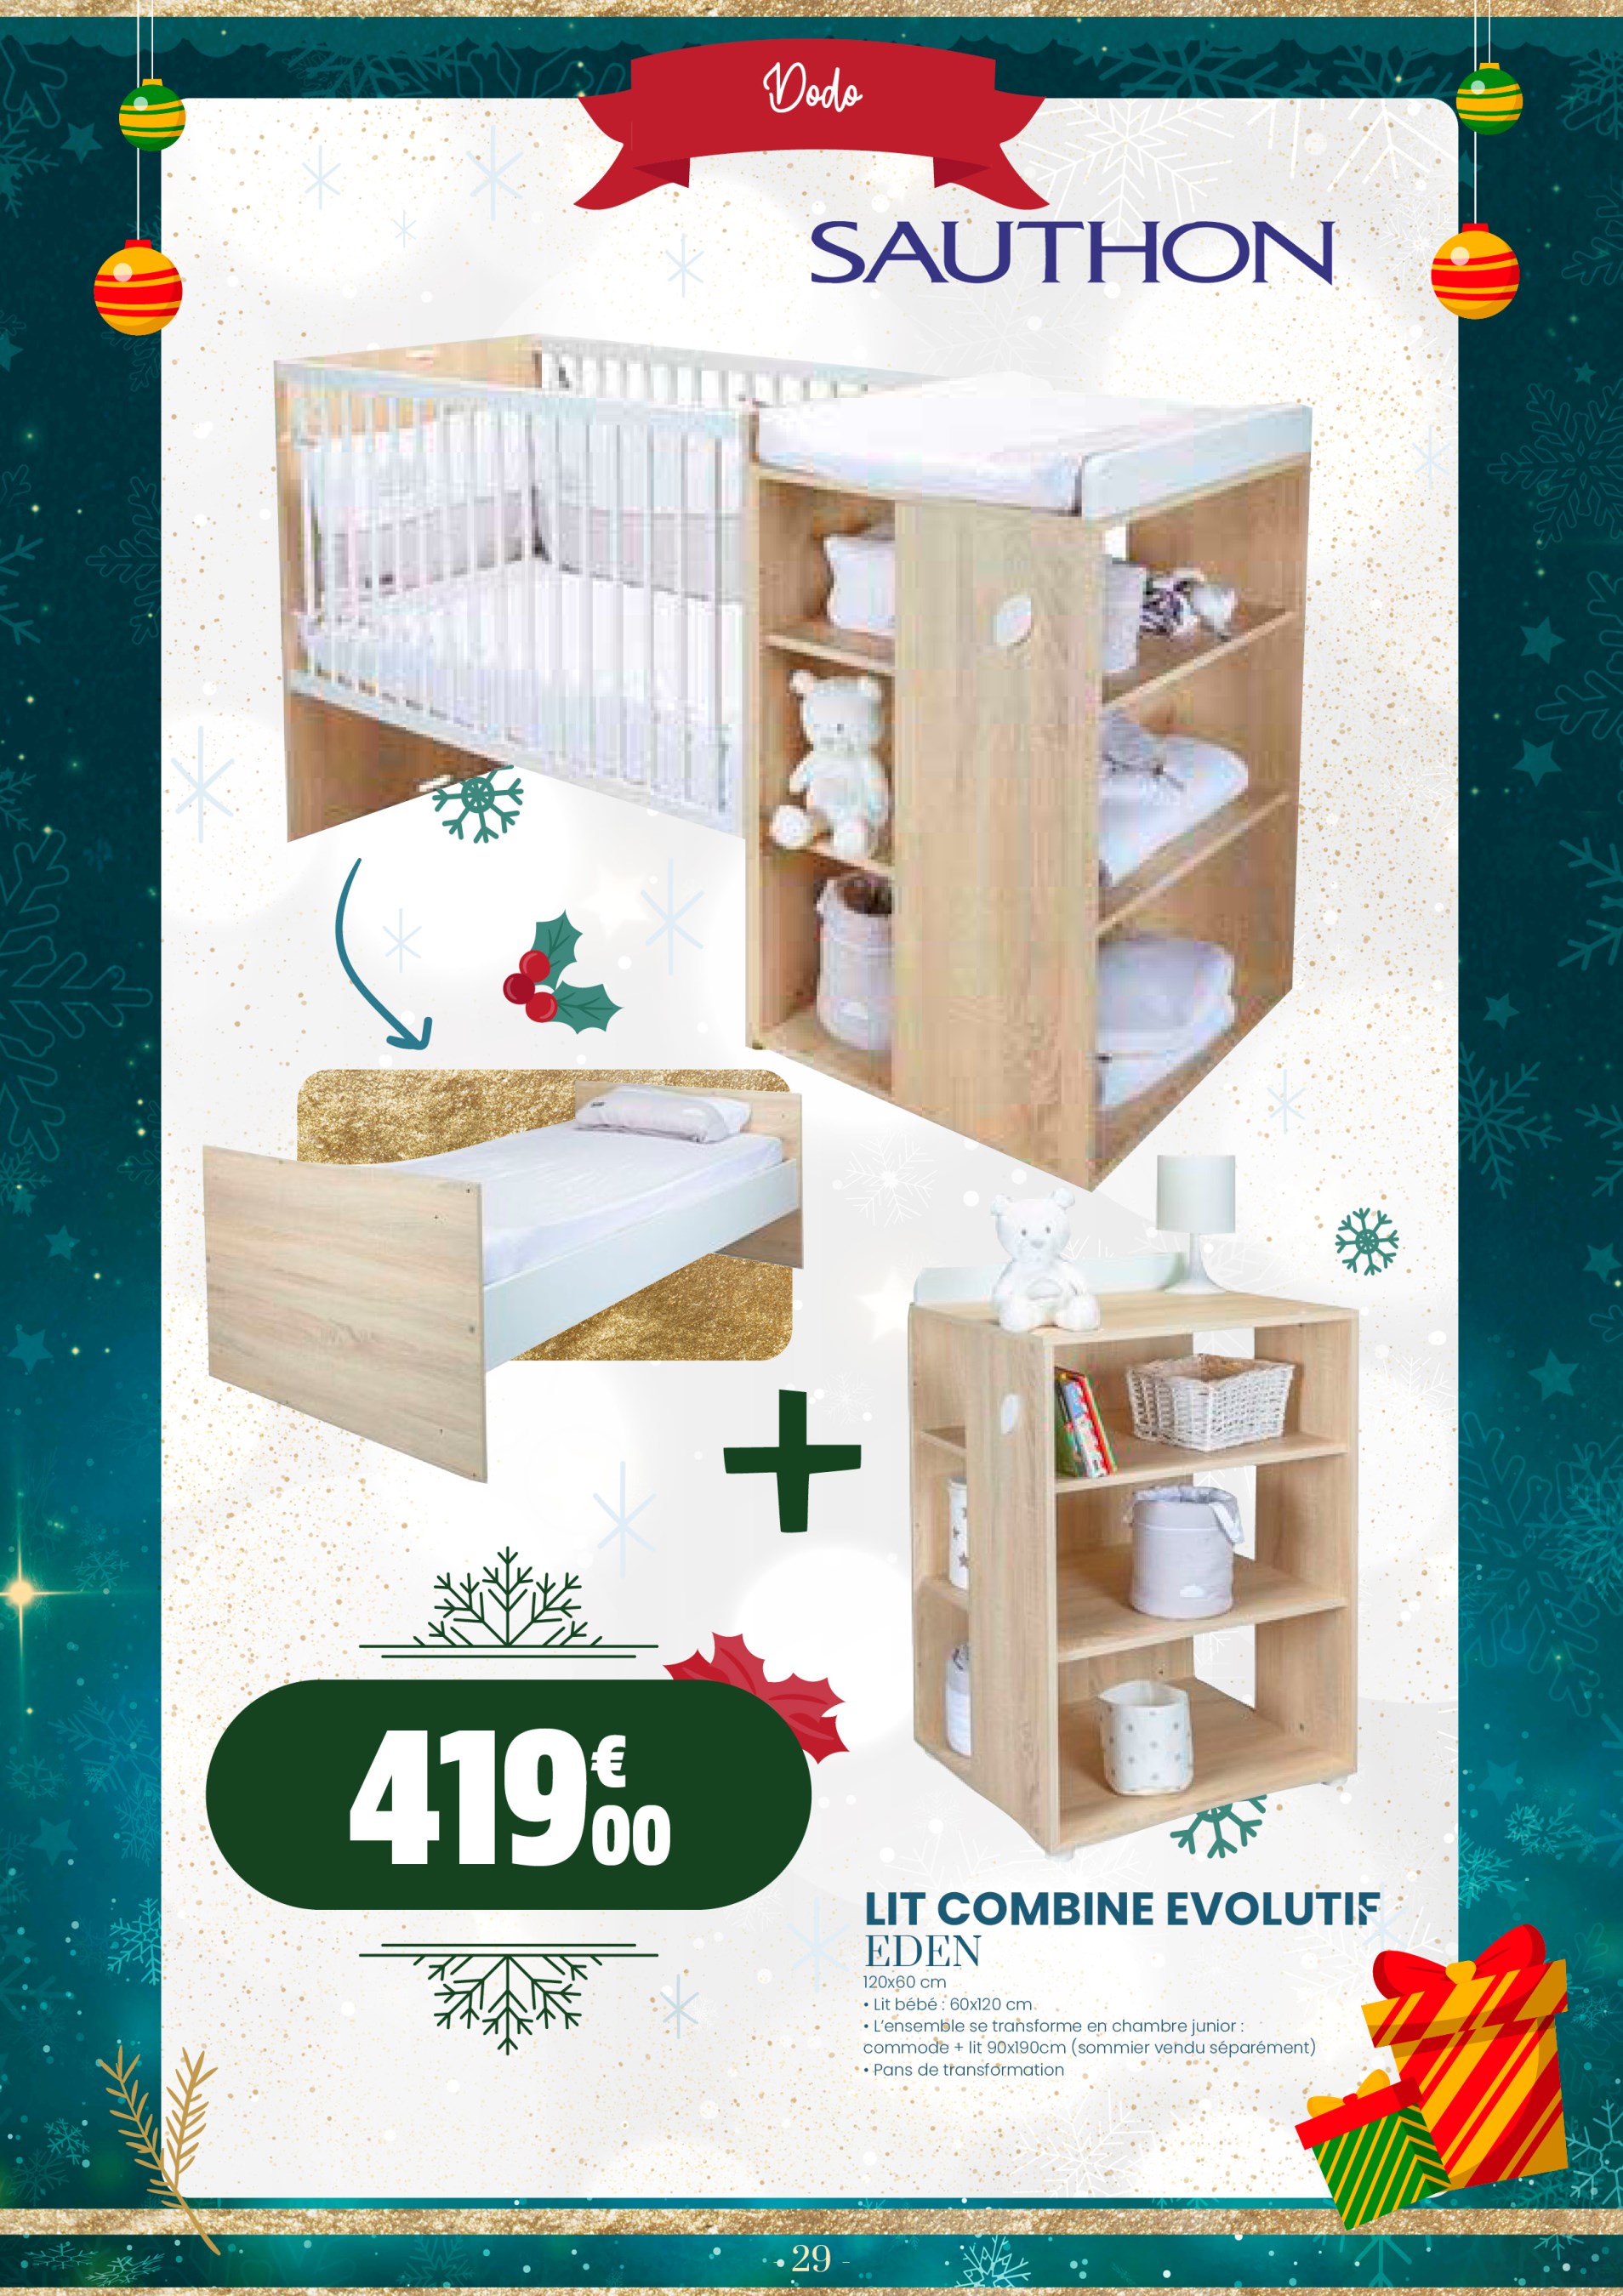 Dodo
SAUTHON
419€00
LIT COMBINE EVOLUTIF
EDEN
120x60 cm
• Lit bébé : 60x120 cm
• L'ensemble se transforme en chambre junior :
commode + lit 90x190cm (sommier vendu séparément)
• Pans de transformation
- 29 -